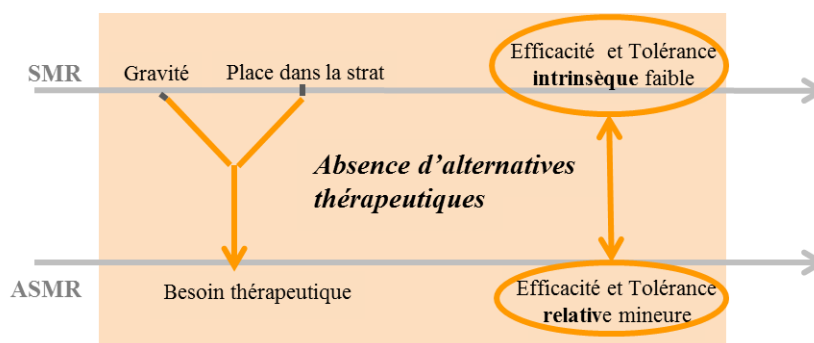 Efficacité et Tolérance
intrinsèque faible
SMR
Gravité
Place dans la strat
Absence d'alternatives
thérapeutiques
ASMR
Besoin thérapeutique
Efficacité et Tolérance
relative mineure